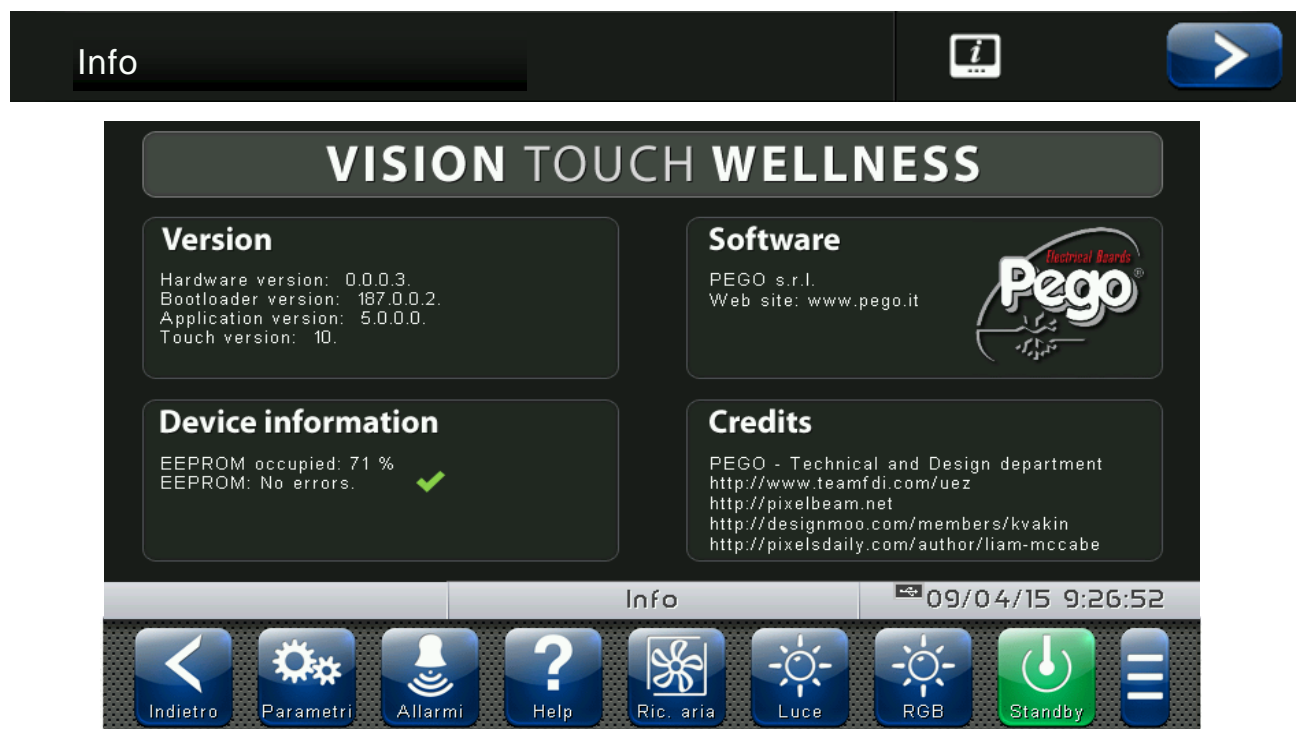 Info
VISION TOUCH WELLNESS
Version
Hardware version: 0.0.0.3.
Bootloader version: 187.0.0.2.
Application version: 5.0.0.0.
Touch version: 10.
Software
PEGO s.r.l.
Web site: www.pego.it
Electrical Boards
Pego®
Device information
EEPROM occupied: 71 %
EEPROM: No errors.
Credits
PEGO - Technical and Design department
http://www.teamfdi.com/uez
http://pixelbeam.net
http://designmoo.com/members/kvakin
http://pixelsdaily.com/author/liam-mccabe
Info
09/04/15 9:26:52
Indietro
Parametri
Allarmi
Help
Ric. aria
Luce
RGB
Standby